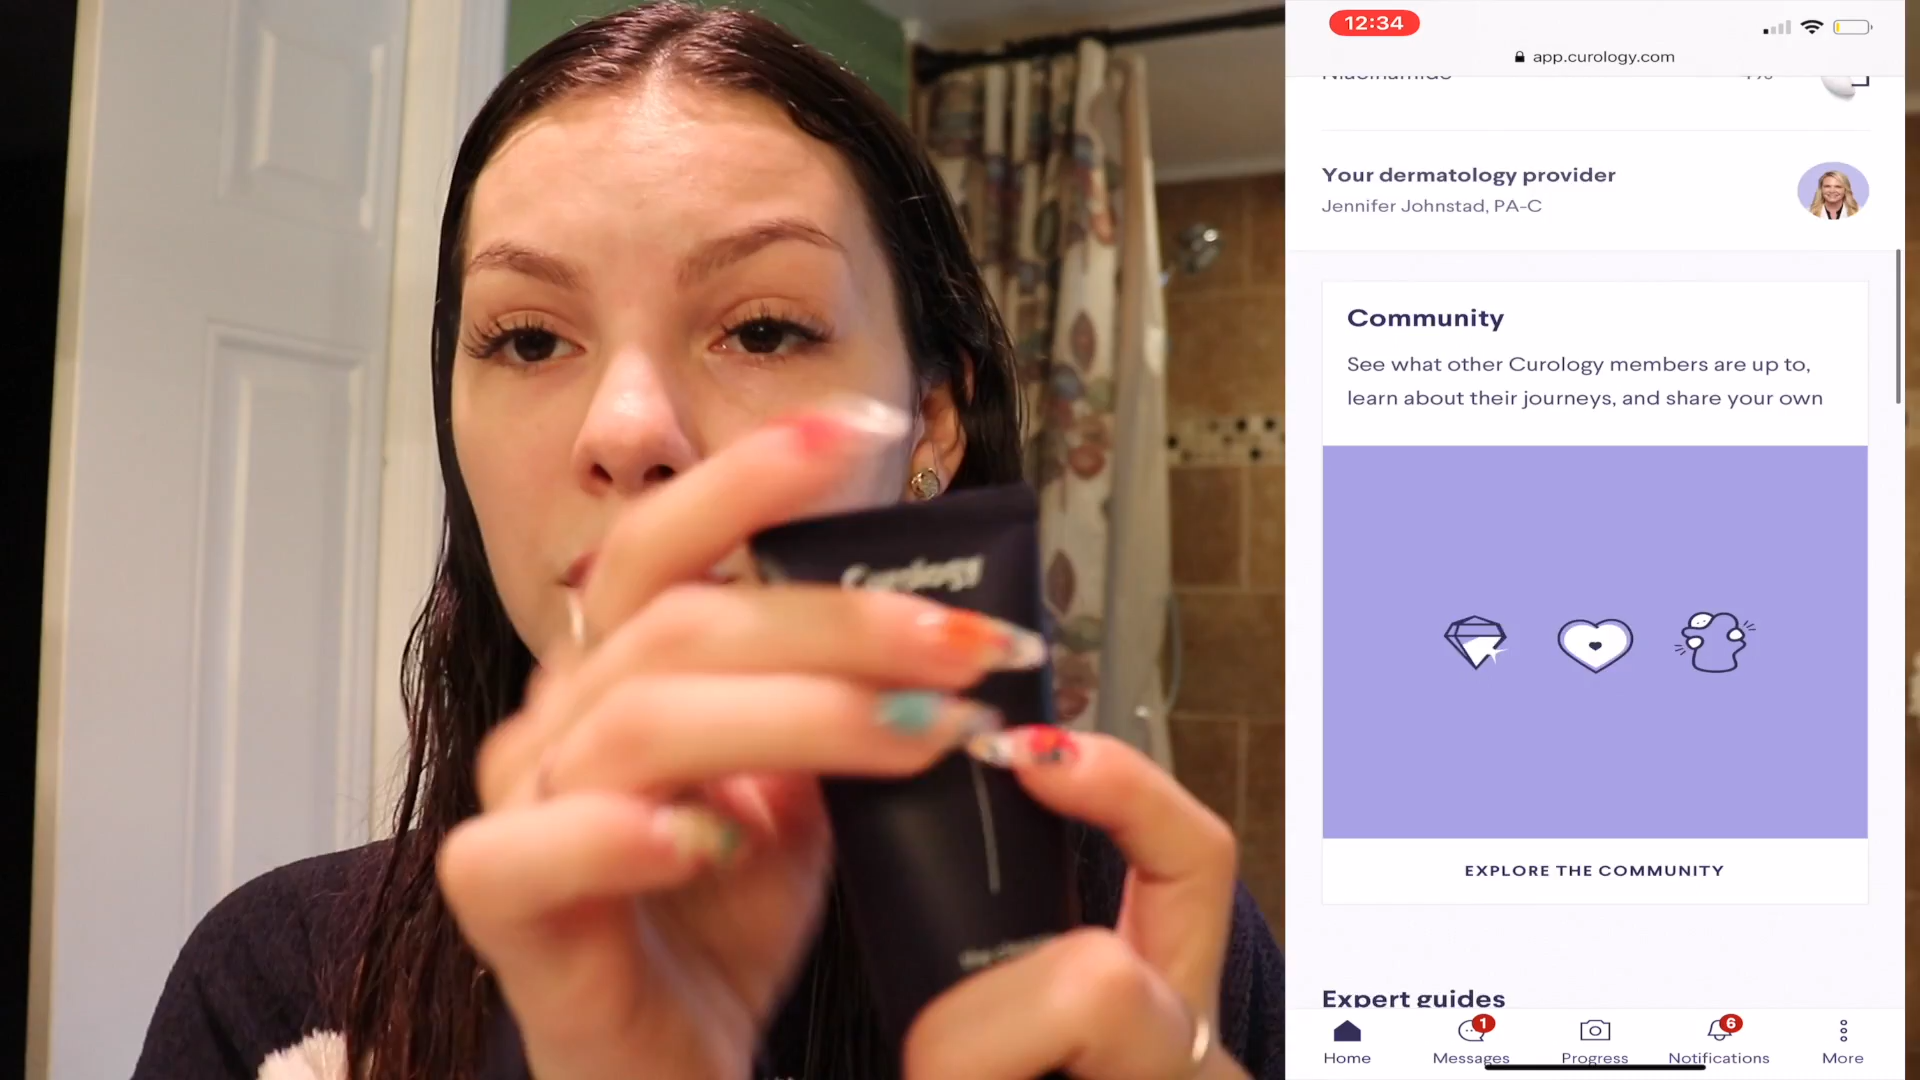 Curology
12:34
app.curology.com
Niacinamide
Your dermatology provider
Jennifer Johnstad, PA-C
Community
See what other Curology members are up to,
learn about their journeys, and share your own
EXPLORE THE COMMUNITY
Expert guides
1
6
Home
Messages
Progress
Notifications
More